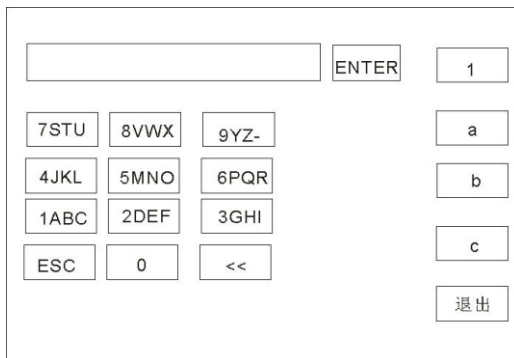 ENTER
1
7STU 8VWX 9YZ-
a
4JKL 5MNO 6PQR
b
1ABC 2DEF 3GHI
c
ESC 0 <<
退出